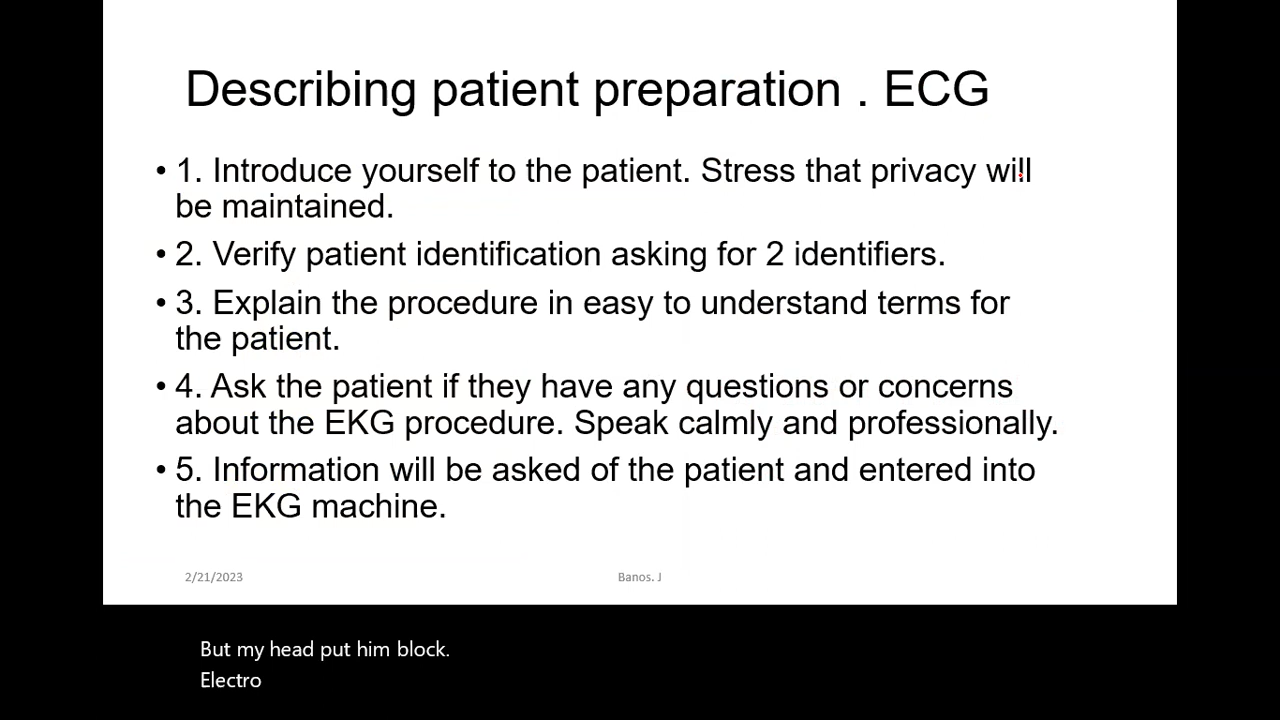 Describing patient preparation . ECG
• 1. Introduce yourself to the patient. Stress that privacy will
be maintained.
• 2. Verify patient identification asking for 2 identifiers.
• 3. Explain the procedure in easy to understand terms for
the patient.
• 4. Ask the patient if they have any questions or concerns
about the EKG procedure. Speak calmly and professionally.
• 5. Information will be asked of the patient and entered into
the EKG machine.
2/21/2023
Banos. J
But my head put him block.
Electro